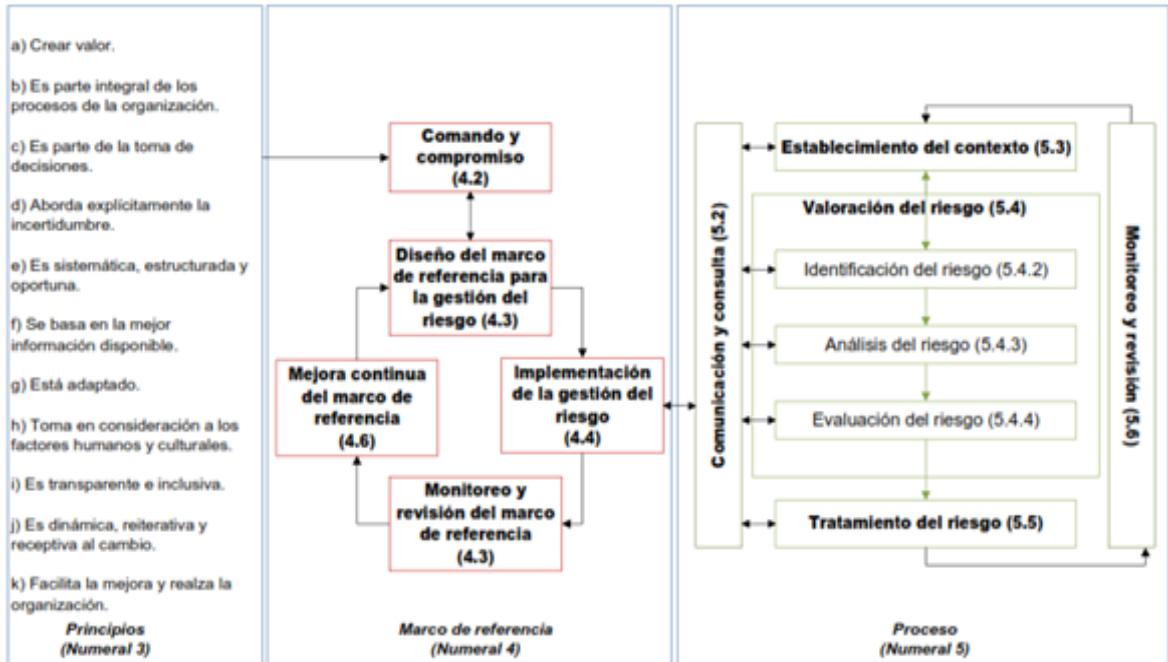 a) Crear valor.
b) Es parte integral de los
procesos de la organización.
c) Es parte de la toma de
decisiones.
d) Aborda explícitamente la
incertidumbre.
e) Es sistemática, estructurada y
oportuna.
f) Se basa en la mejor
información disponible.
g) Está adaptado.
h) Toma en consideración a los
factores humanos y culturales.
i) Es transparente e inclusiva.
j) Es dinámica, reiterativa y
receptiva al cambio.
k) Facilita la mejora y realza la
organización.
Principios
(Numeral 3)
Comando y
compromiso
(4.2)
Diseño del marco
de referencia para
la gestión del
riesgo (4.3)
Mejora continua
del marco de
referencia
(4.6)
Implementación
de la gestión del
riesgo
(4.4)
Monitoreo y
revisión del marco
de referencia
(4.3)
Marco de referencia
(Numeral 4)
Comunicación y consulta (5.2)
Establecimiento del contexto (5.3)
Valoración del riesgo (5.4)
Identificación del riesgo (5.4.2)
Análisis del riesgo (5.4.3)
Evaluación del riesgo (5.4.4)
Tratamiento del riesgo (5.5)
Monitoreo y revisión (5.6)
Proceso
(Numeral 5)